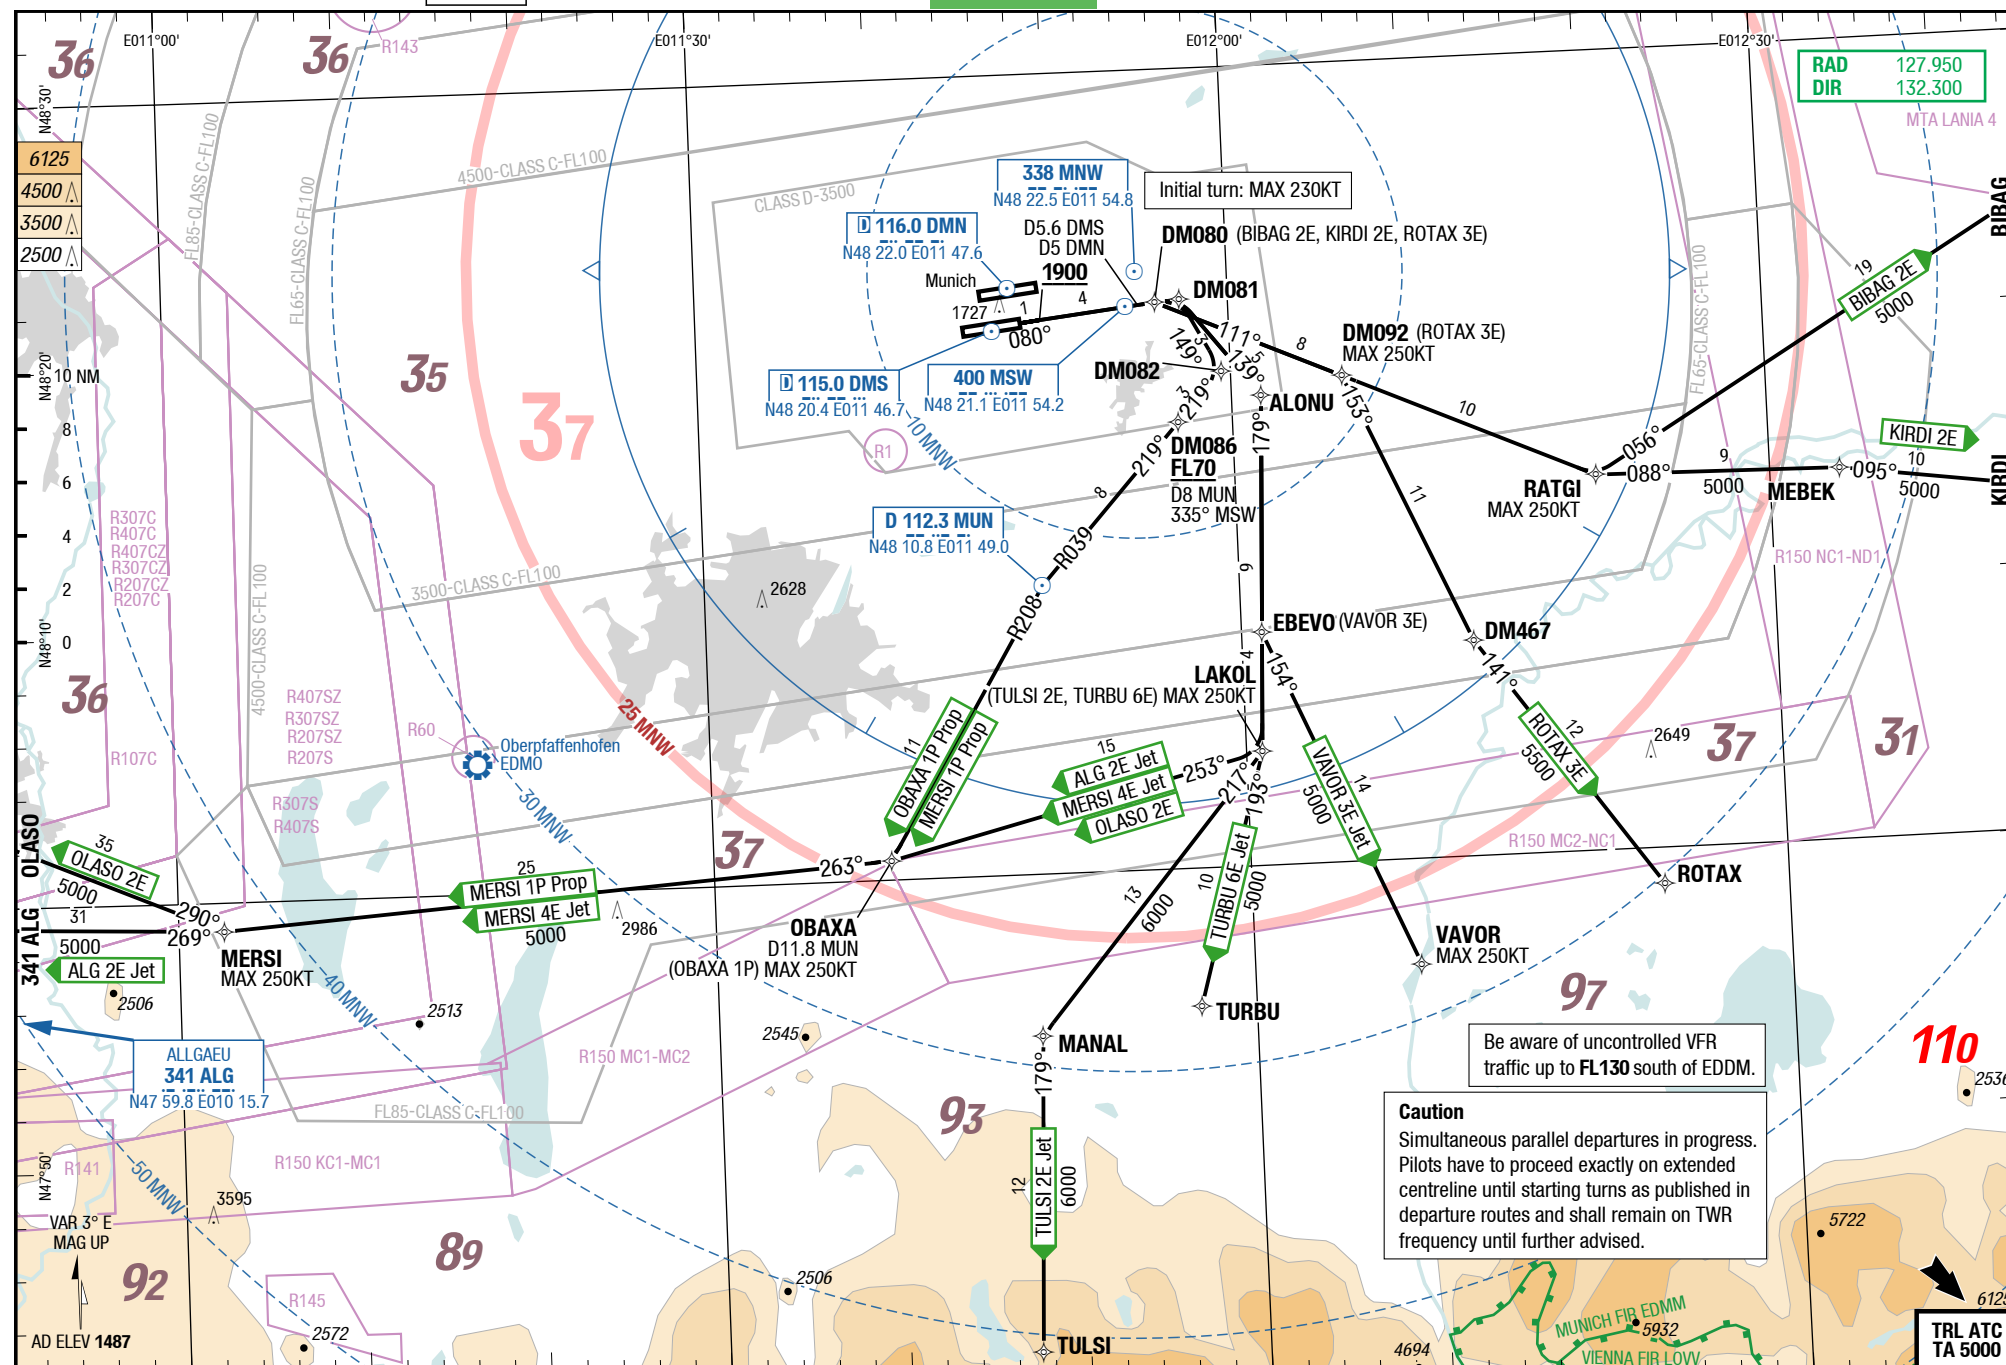 E011°00'
E011°30'
E012°00'
E012°30'
36
36
R143
RAD 127.950
DIR 132.300
MTA LANIA 4
N48°30'
6125
4500
3500
2500
FL85-CLASS C-FL100
FL65-CLASS C-FL100
4500-CLASS C-FL100
CLASS D-3500
338 MNW
N48 22.5 E011 54.8
Initial turn: MAX 230KT
D 116.0 DMN
N48 22.0 E011 47.6
D5.6 DMS
D5 DMN
1900
DM080 (BIBAG 2E, KIRDI 2E, ROTAX 3E)
BIBAG
19
BIBAG 2E
5000
FL65-CLASS C-FL100
Munich
1727
1
4
080°
DM081
111°
8
DM092 (ROTAX 3E)
MAX 250KT
3
149°
5
139°
DM082
N48°20'
10 NM
8
6
4
2
0
N48°10'
35
37
D 115.0 DMS
N48 20.4 E011 46.7
400 MSW
N48 21.1 E011 54.2
3
219°
ALONU
153°
10
10 MNW
R1
219°
DM086
FL70
D8 MUN
335° MSW
179°
056°
088°
9
5000
RATGI
MAX 250KT
MEBEK
095°
10
5000
KIRDI 2E
KIRDI
8
11
R307C
R407C
R407CZ
R307CZ
R207CZ
R207C
D 112.3 MUN
N48 10.8 E011 49.0
R039
R208
3500-CLASS C-FL100
4500-CLASS C-FL100
2628
9
R150 NC1-ND1
EBEVO (VAVOR 3E)
DM467
4
154°
141°
LAKOL
(TULSI 2E, TURBU 6E) MAX 250KT
36
R407SZ
R307SZ
R207SZ
R207S
R107C
R60
Oberpfaffenhofen
EDMO
25 MNW
30 MNW
R307S
R407S
11
OBAXA 1P Prop
MERSI 1P Prop
15
ALG 2E Jet
MERSI 4E Jet
OLASO 2E
253°
217°
193°
VAVOR 3E Jet
14
5000
12
ROTAX 3E
5500
2649
37
31
R150 MC2-NC1
ROTAX
37
263°
OLASO
35
OLASO 2E
5000
31
290°
269°
341 ALG
5000
ALG 2E Jet
MERSI
MAX 250KT
25
MERSI 1P Prop
MERSI 4E Jet
5000
2986
OBAXA
D11.8 MUN
(OBAXA 1P) MAX 250KT
13
6000
10
TURBU 6E Jet
5000
VAVOR
MAX 250KT
97
2506
2513
40 MNW
TURBU
MANAL
2545
R150 MC1-MC2
ALLGAEU
341 ALG
N47 59.8 E010 15.7
FL85-CLASS C-FL100
179°
93
Be aware of uncontrolled VFR
traffic up to FL130 south of EDDM.
110
2536
Caution
Simultaneous parallel departures in progress.
Pilots have to proceed exactly on extended
centreline until starting turns as published in
departure routes and shall remain on TWR
frequency until further advised.
N47°50'
R141
R150 KC1-MC1
50 MNW
3595
12
TULSI 2E Jet
6000
VAR 3° E
MAG UP
89
92
R145
2572
2506
5722
AD ELEV 1487
TULSI
MUNICH FIR EDMM
5932
VIENNA FIR LOVV
4694
6125
TRL ATC
TA 5000